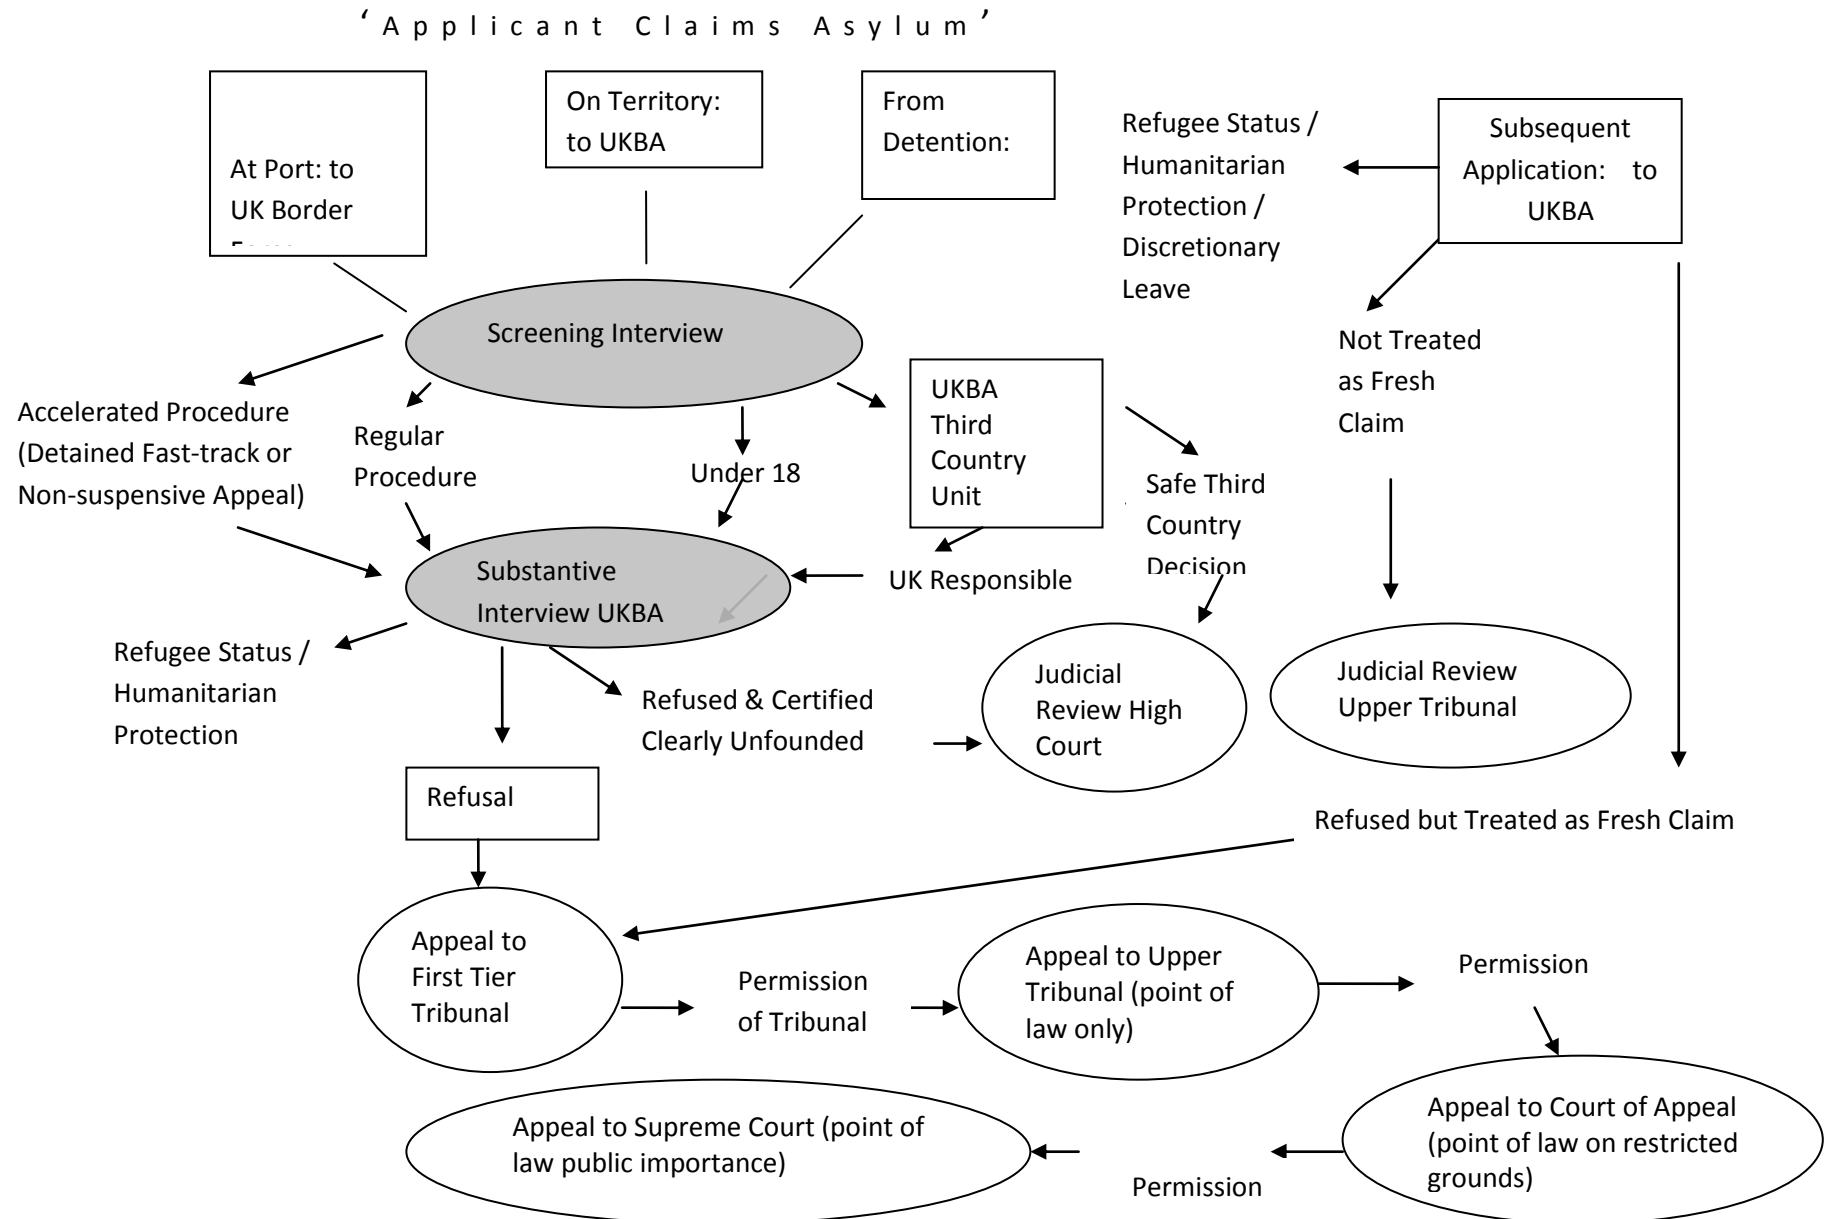 ‘Applicant Claims Asylum’
At Port: to
UK Border
On Territory:
to UKBA
From
Detention:
Refugee Status /
Humanitarian
Protection /
Discretionary
Leave
Subsequent
Application: to
UKBA
Screening Interview
Not Treated
as Fresh
Claim
Accelerated Procedure
(Detained Fast-track or
Non-suspensive Appeal)
Regular
Procedure
Under 18
UKBA
Third
Country
Unit
Safe Third
Country
Decision
Substantive
Interview UKBA
UK Responsible
Refugee Status /
Humanitarian
Protection
Refused & Certified
Clearly Unfounded
Judicial
Review High
Court
Judicial Review
Upper Tribunal
Refusal
Refused but Treated as Fresh Claim
Appeal to
First Tier
Tribunal
Permission
of Tribunal
Appeal to Upper
Tribunal (point of
law only)
Permission
Appeal to Court of Appeal
(point of law on restricted
grounds)
Permission
Appeal to Supreme Court (point of
law public importance)